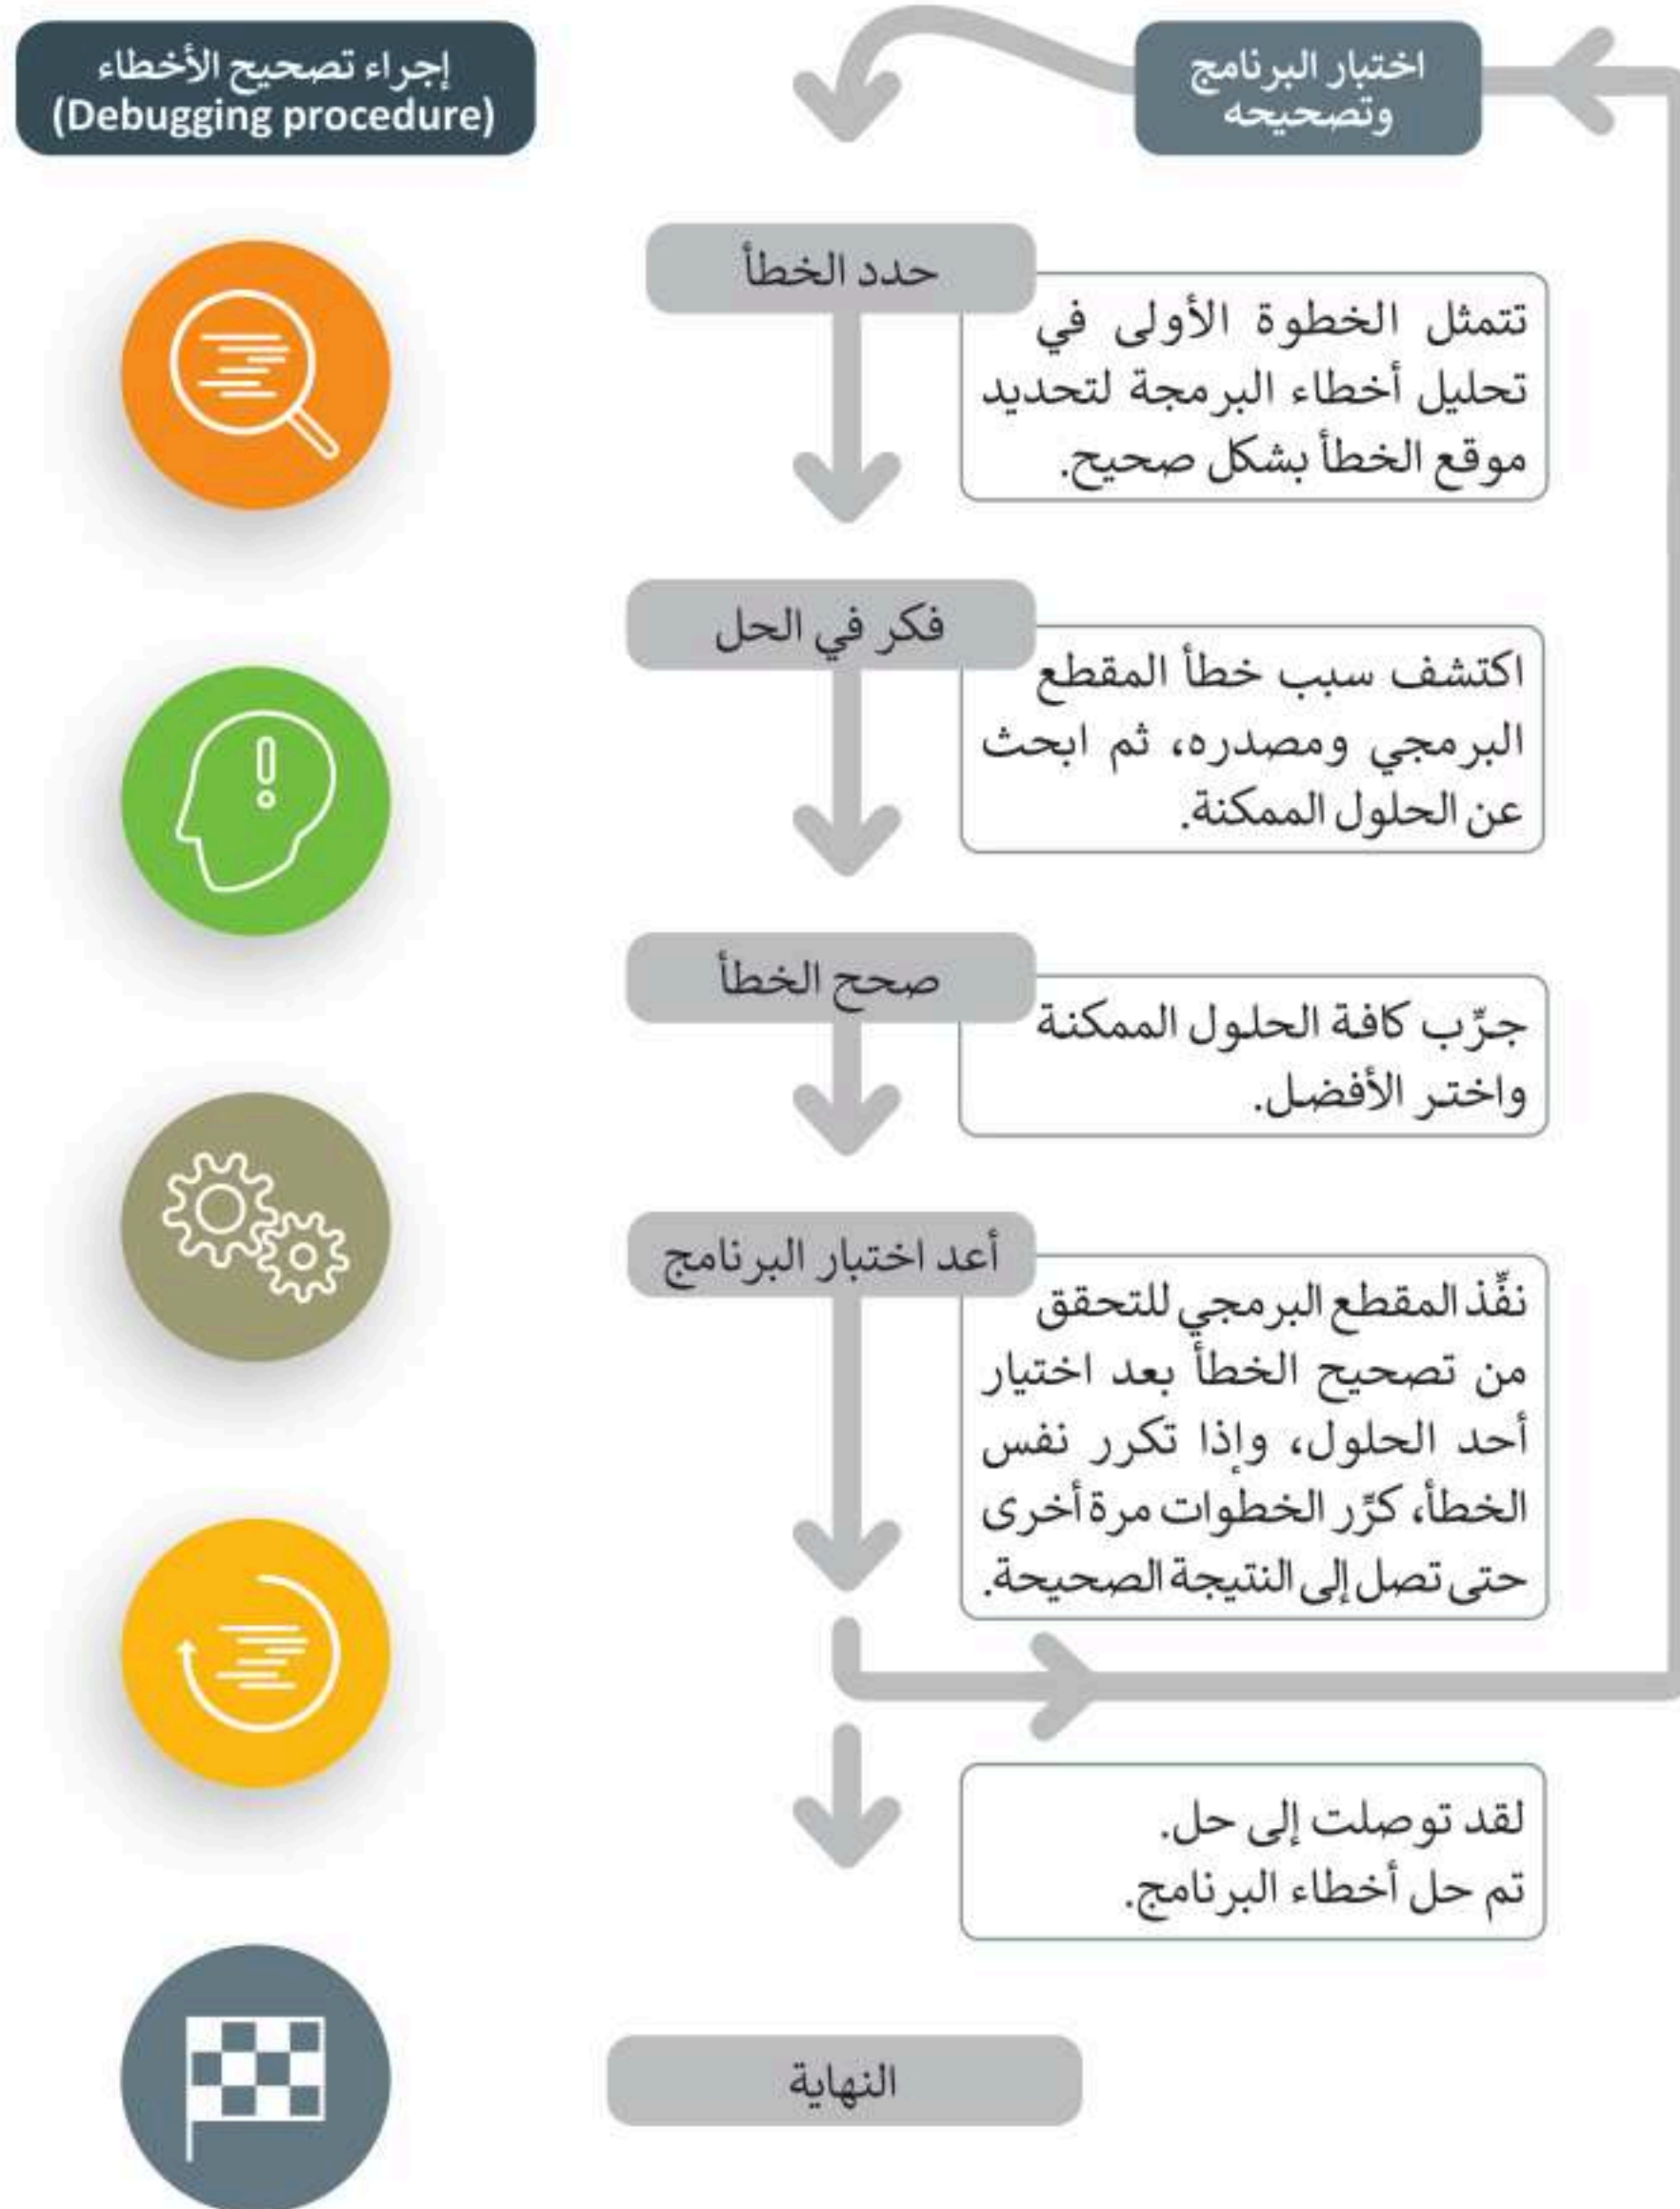 إجراء تصحيح الأخطاء
(Debugging procedure)
اختبار البرنامج
وتصحيحه
حدد الخطأ
تتمثل الخطوة الأولى في
تحليل أخطاء البرمجة لتحديد
موقع الخطأ بشكل صحيح.
فكر في الحل
اكتشف سبب خطأ المقطع
البرمجي ومصدره، ثم ابحث
عن الحلول الممكنة.
صحح الخطأ
جرِّب كافة الحلول الممكنة
واختر الأفضل.
أعد اختبار البرنامج
نفِّذ المقطع البرمجي للتحقق
من تصحيح الخطأ بعد اختيار
أحد الحلول، وإذا تكرر نفس
الخطأ، كرِّر الخطوات مرة أخرى
حتى تصل إلى النتيجة الصحيحة.
لقد توصلت إلى حل.
تم حل أخطاء البرنامج.
النهاية